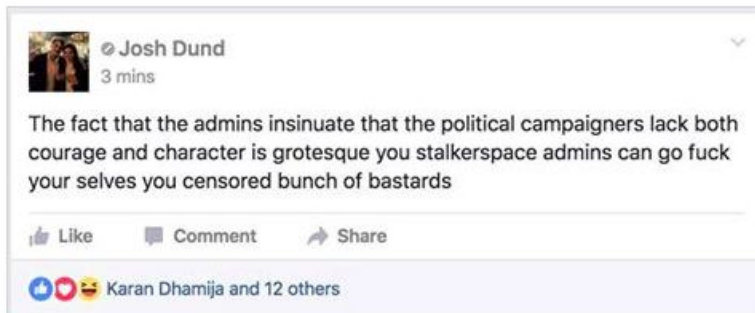 Josh Dund
3 mins
The fact that the admins insinuate that the political campaigners lack both
courage and character is grotesque you stalkerspace admins can go fuck
your selves you censored bunch of bastards
Like Comment Share
Karan Dhamija and 12 others